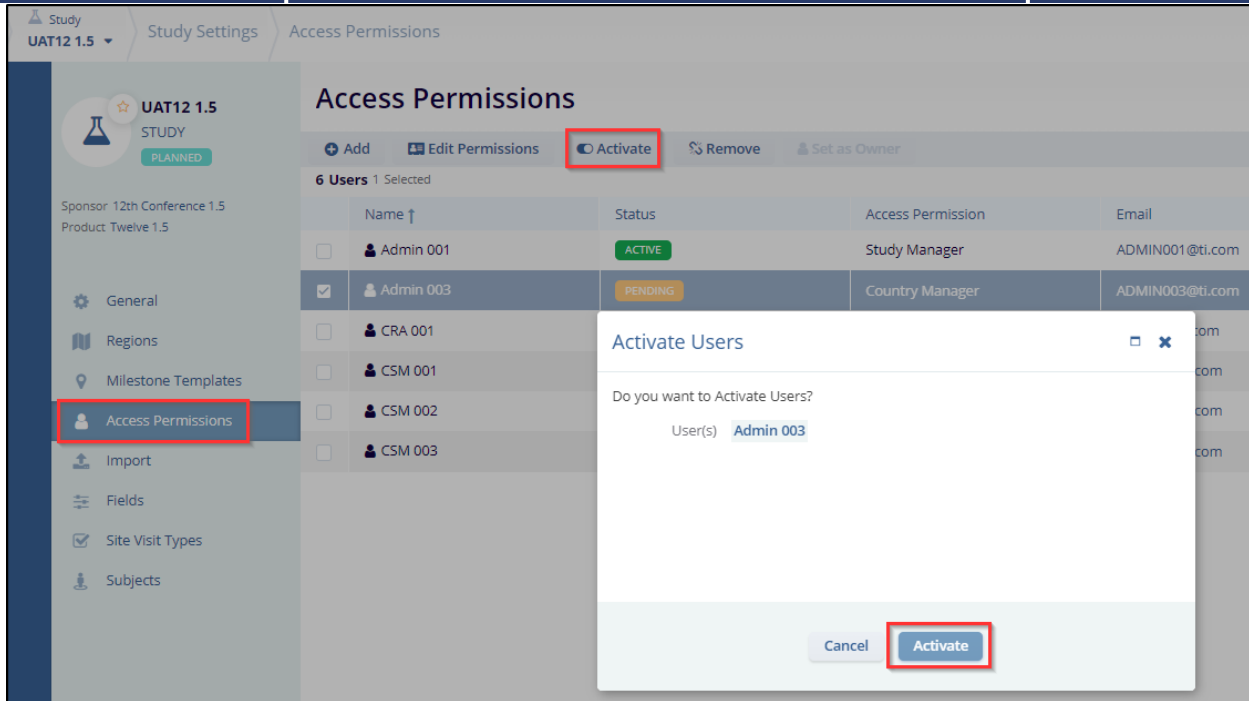 Study
UAT12 1.5
Study Settings
Access Permissions
UAT12 1.5
STUDY
PLANNED
Sponsor 12th Conference 1.5
Product Twelve 1.5
General
Regions
Milestone Templates
Access Permissions
Import
Fields
Site Visit Types
Subjects
Access Permissions
Add Edit Permissions Activate Remove Set as Owner
6 Users 1 Selected
Name ↑ Status Access Permission Email
Admin 001 ACTIVE Study Manager ADMIN001@ti.com
Admin 003 PENDING Country Manager ADMIN003@ti.com
CRA 001
CSM 001
CSM 002
CSM 003
Activate Users
Do you want to Activate Users?
User(s) Admin 003
Cancel Activate